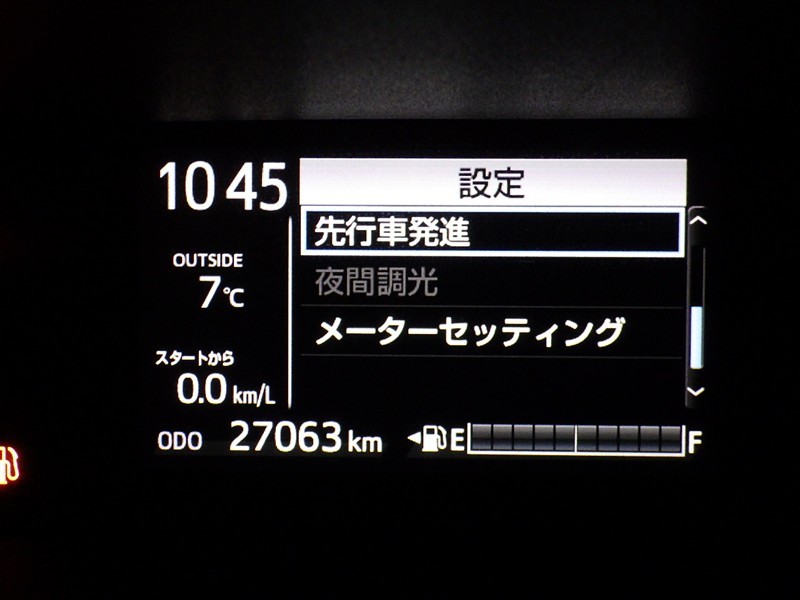 10 45
設定
先行車発進
OUTSIDE
7℃
夜間調光
メーターセッティング
スタートから
0.0 km/L
ODO 27063 km
E F